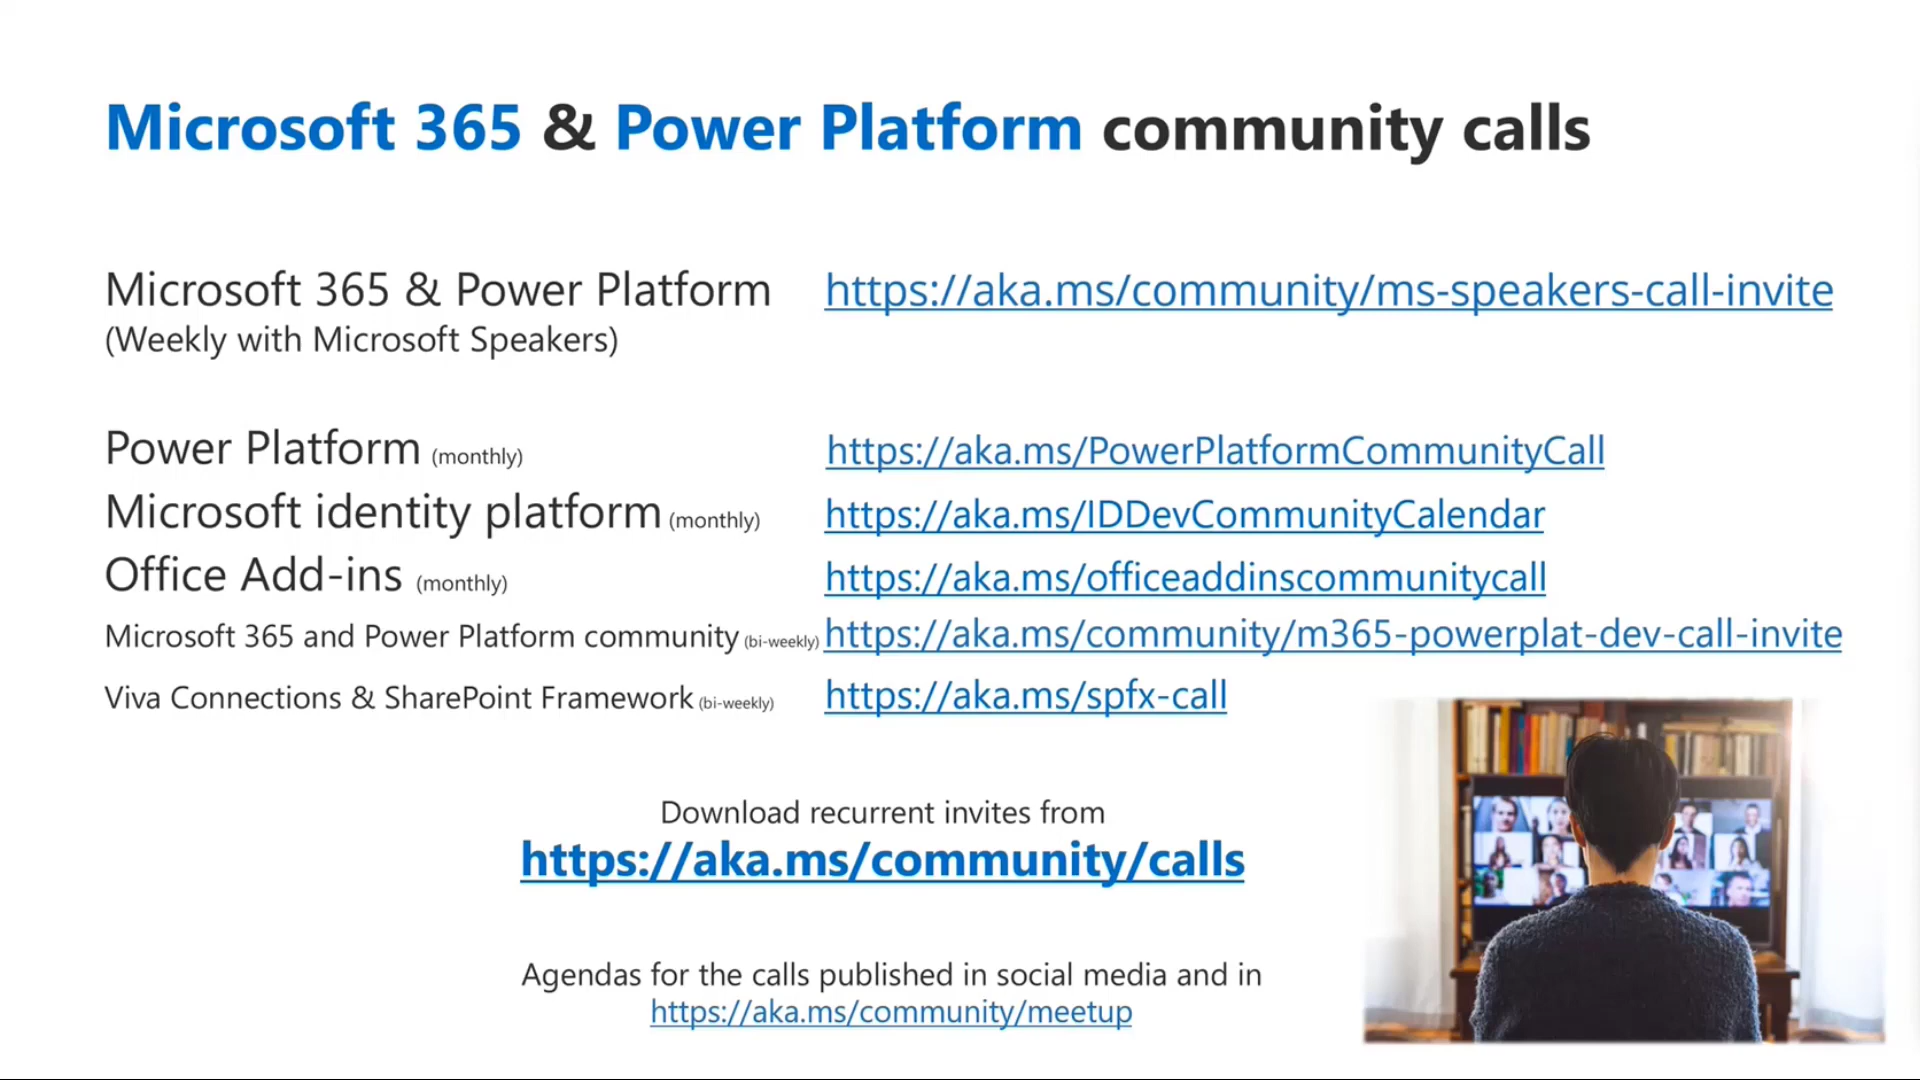 Microsoft 365 & Power Platform community calls
Microsoft 365 & Power Platform https://aka.ms/community/ms-speakers-call-invite
(Weekly with Microsoft Speakers)
Power Platform (monthly) https://aka.ms/PowerPlatformCommunityCall
Microsoft identity platform (monthly) https://aka.ms/IDDevCommunityCalendar
Office Add-ins (monthly) https://aka.ms/officeaddinscommunitycall
Microsoft 365 and Power Platform community (bi-weekly) https://aka.ms/community/m365-powerplat-dev-call-invite
Viva Connections & SharePoint Framework (bi-weekly) https://aka.ms/spfx-call
Download recurrent invites from
https://aka.ms/community/calls
Agendas for the calls published in social media and in
https://aka.ms/community/meetup